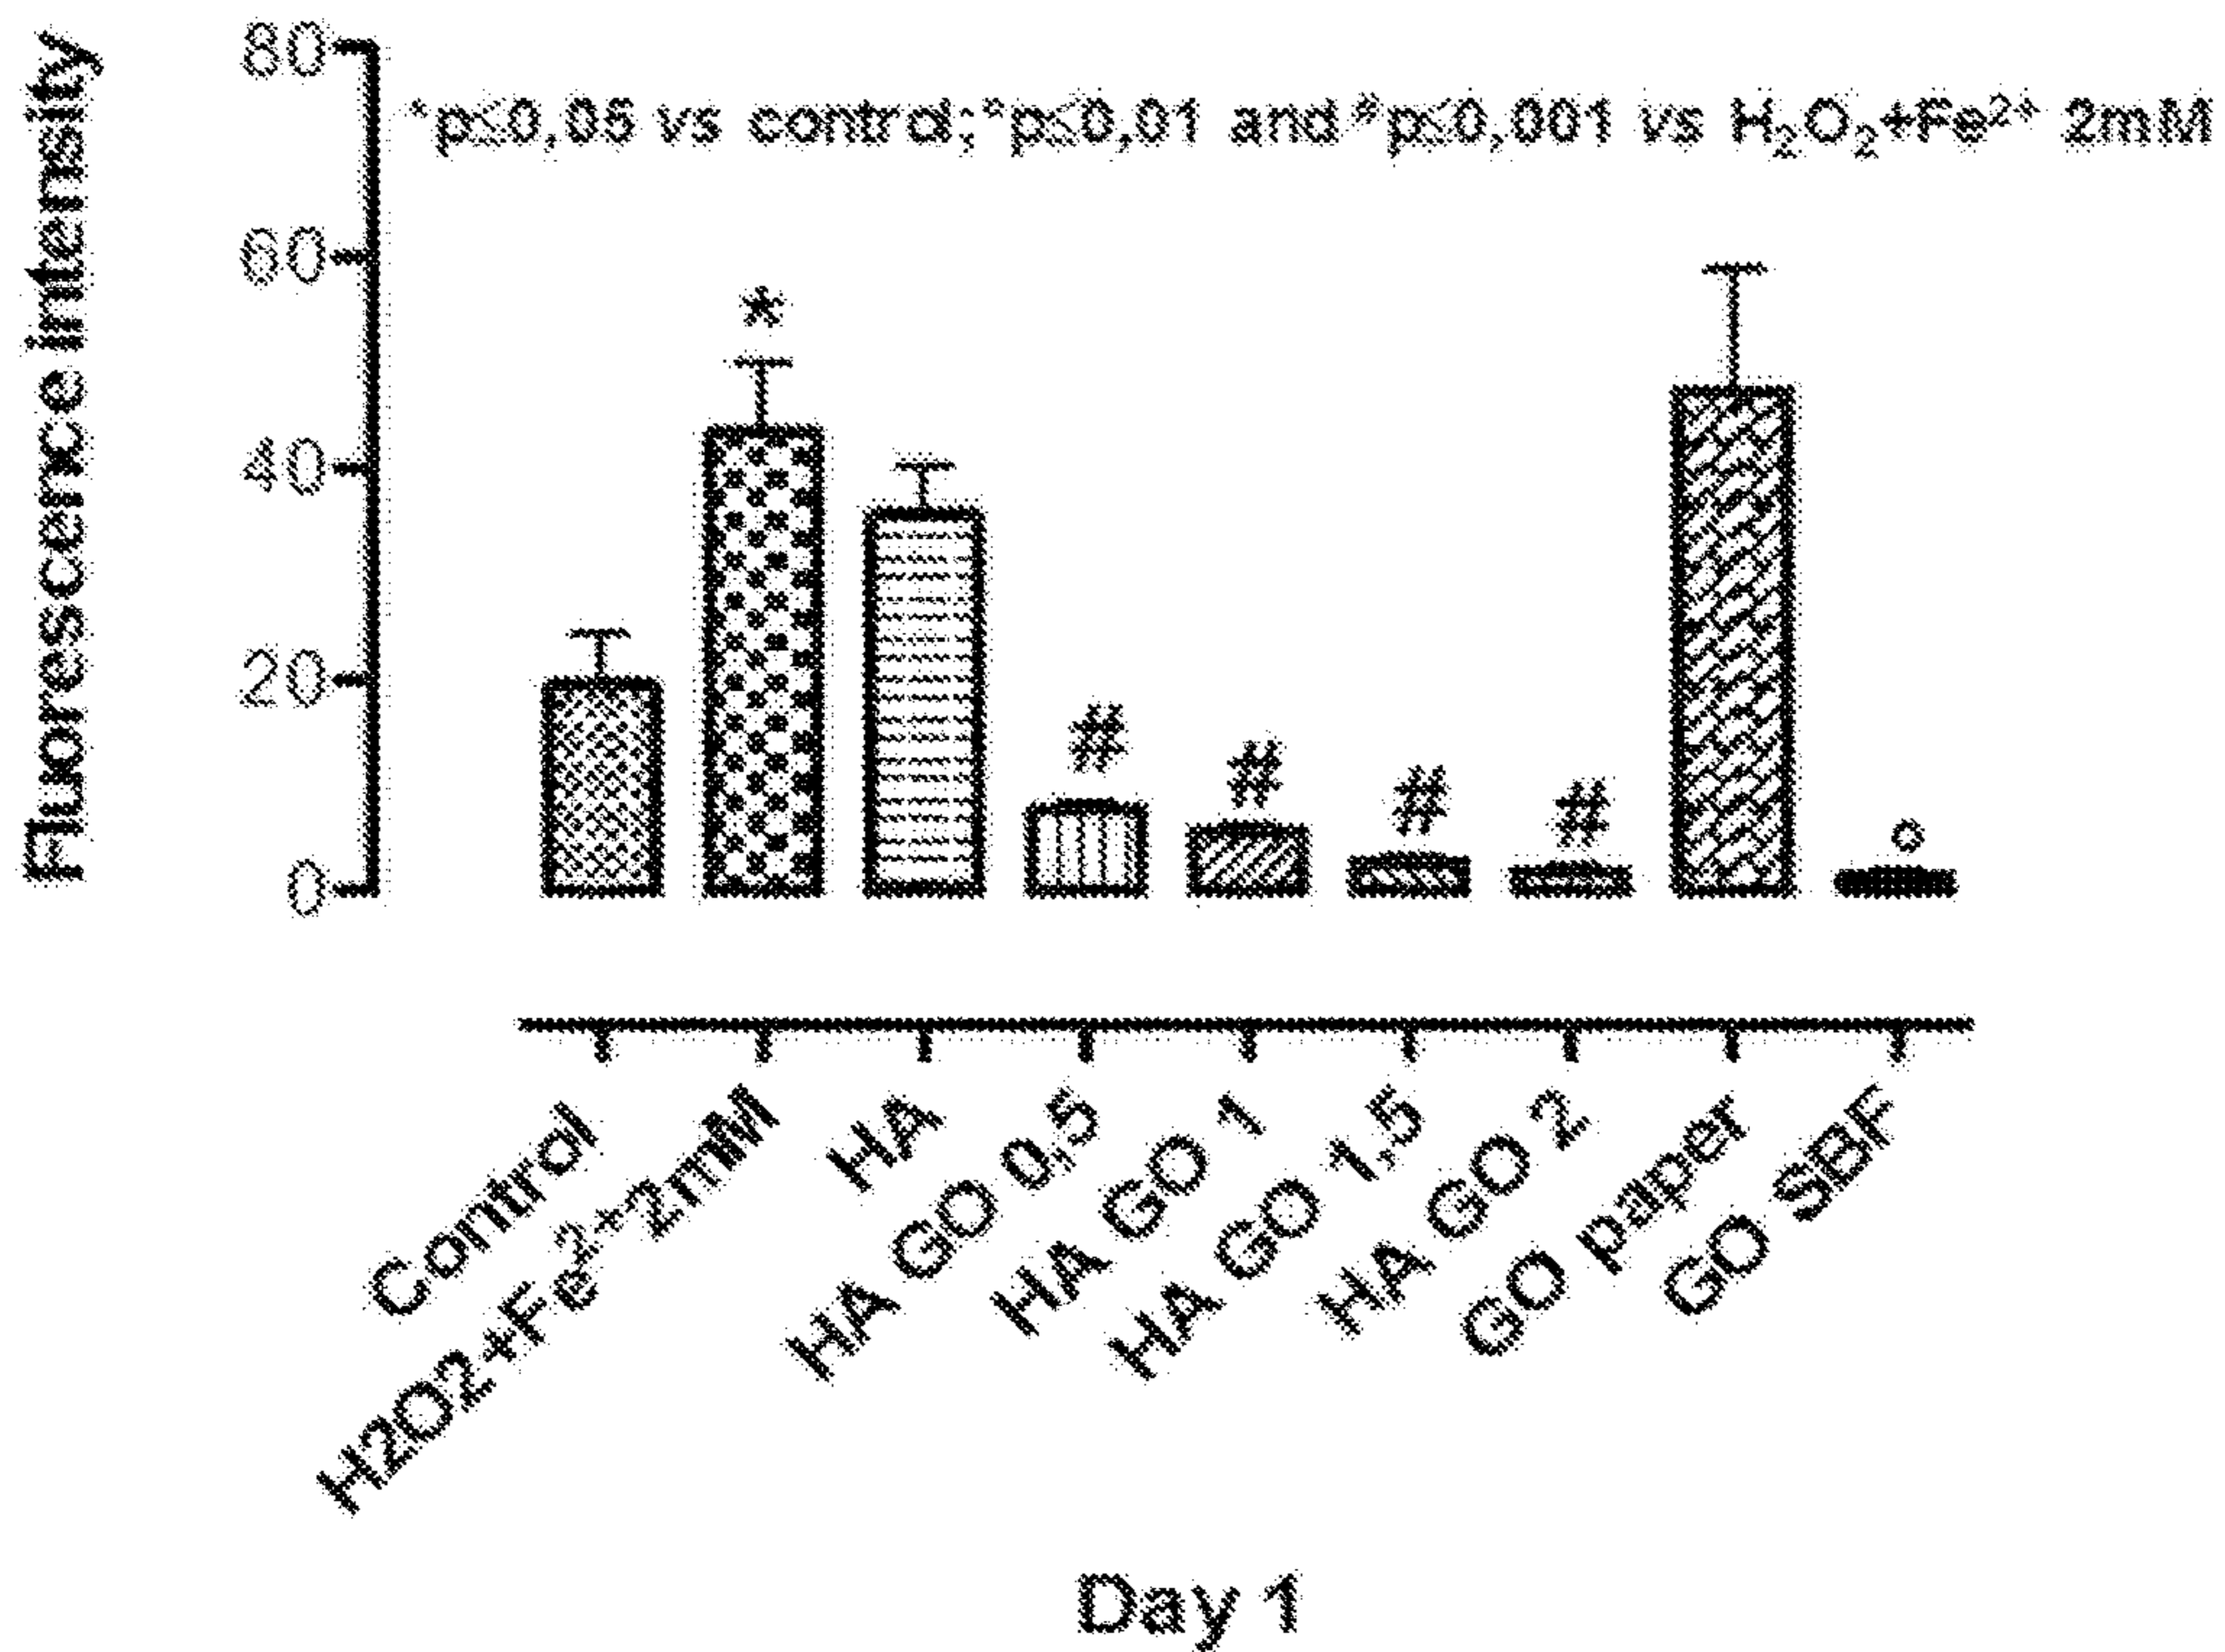 Fluorescence intensity
80
*p≤0,05 vs control;°p≤0,01 and #p≤0,001 vs H₂O₂+Fe²⁺ 2mM
60
*
40
20
#
#
#
#
°
0
Control
H2O2+Fe²⁺2mM
HA
HA GO 0,5
HA GO 1
HA GO 1,5
HA GO 2
GO paper
GO SBF
Day 1